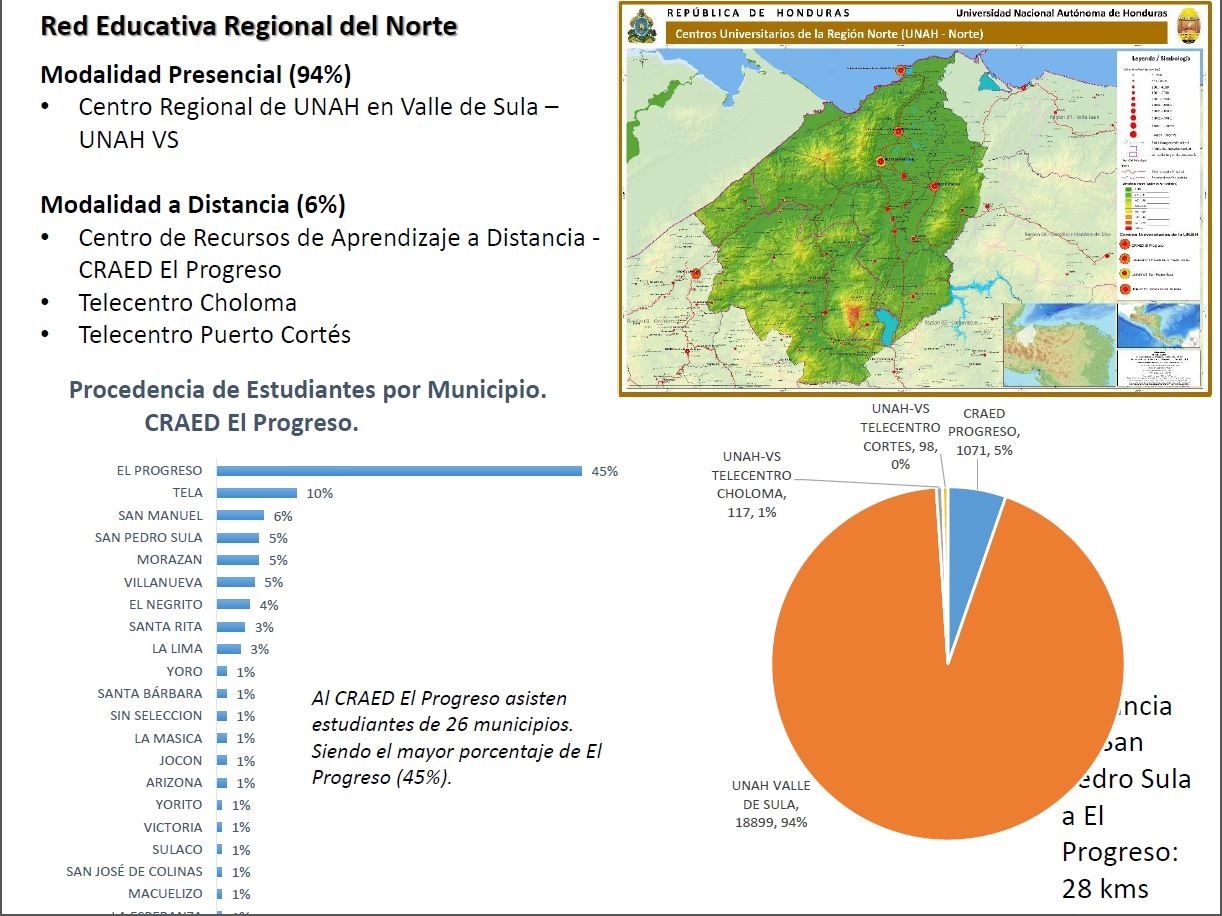 Red Educativa Regional del Norte
Modalidad Presencial (94%)
• Centro Regional de UNAH en Valle de Sula –
UNAH VS
Modalidad a Distancia (6%)
• Centro de Recursos de Aprendizaje a Distancia -
CRAED El Progreso
• Telecentro Choloma
• Telecentro Puerto Cortés
REPÚBLICA DE HONDURAS
Universidad Nacional Autónoma de Honduras
Centros Universitarios de la Región Norte (UNAH - Norte)
Leyenda / Simbología
Procedencia de Estudiantes por Municipio.
CRAED El Progreso.
EL PROGRESO 45%
TELA 10%
SAN MANUEL 6%
SAN PEDRO SULA 5%
MORAZAN 5%
VILLANUEVA 5%
EL NEGRITO 4%
SANTA RITA 3%
LA LIMA 3%
YORO 1%
SANTA BÁRBARA 1%
SIN SELECCION 1%
LA MASICA 1%
JOCON 1%
ARIZONA 1%
YORITO 1%
VICTORIA 1%
SULACO 1%
SAN JOSÉ DE COLINAS 1%
MACUELIZO 1%
LA ESPERANZA
Al CRAED El Progreso asisten
estudiantes de 26 municipios.
Siendo el mayor porcentaje de El
Progreso (45%).
UNAH-VS
TELECENTRO
CHOLOMA,
117, 1%
UNAH-VS
TELECENTRO
CORTES, 98,
0%
CRAED
PROGRESO,
1071, 5%
UNAH VALLE
DE SULA,
18899, 94%
ncia
San
edro Sula
a El
Progreso:
28 kms